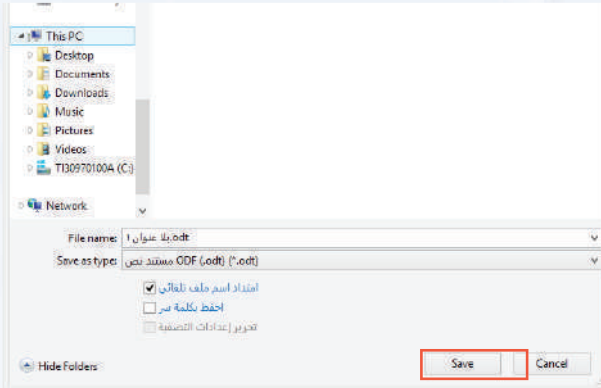 This PC
Desktop
Documents
Downloads
Music
Pictures
Videos
TI30970100A (C:)
Network
File name: بلا عنوان ١.odt
Save as type: مستند نص ODF (.odt) (*.odt)
امتداد اسم ملف تلقائي
احفظ بكلمة سر
تحرير إعدادات التصفية
Hide Folders
Save
Cancel